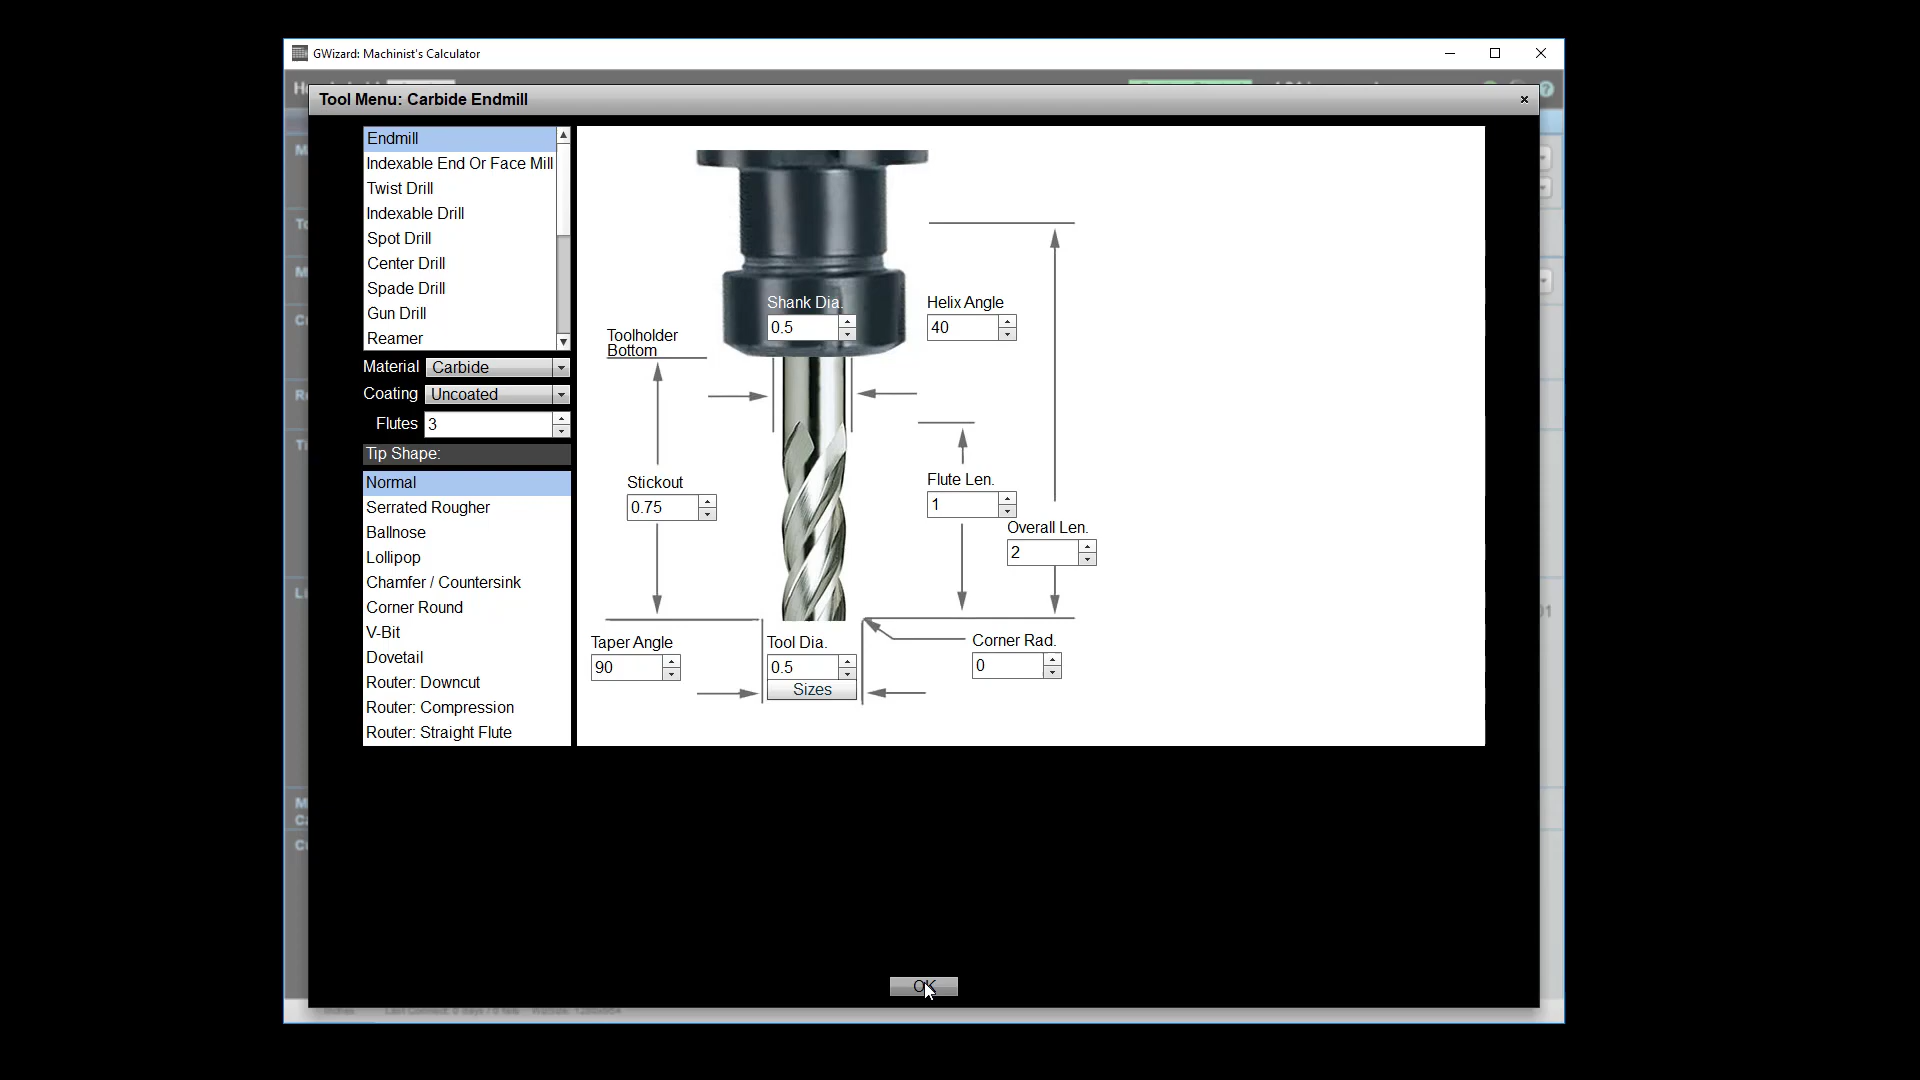 GWizard: Machinist's Calculator
Tool Menu: Carbide Endmill
Endmill
Indexable End Or Face Mill
Twist Drill
Indexable Drill
Spot Drill
Center Drill
Spade Drill
Gun Drill
Reamer
Material Carbide
Coating Uncoated
Flutes 3
Tip Shape:
Normal
Serrated Rougher
Ballnose
Lollipop
Chamfer / Countersink
Corner Round
V-Bit
Dovetail
Router: Downcut
Router: Compression
Router: Straight Flute
Shank Dia.
0.5
Helix Angle
40
Toolholder
Bottom
Stickout
0.75
Flute Len.
1
Overall Len.
2
Taper Angle
90
Tool Dia.
0.5
Sizes
Corner Rad.
0
OK